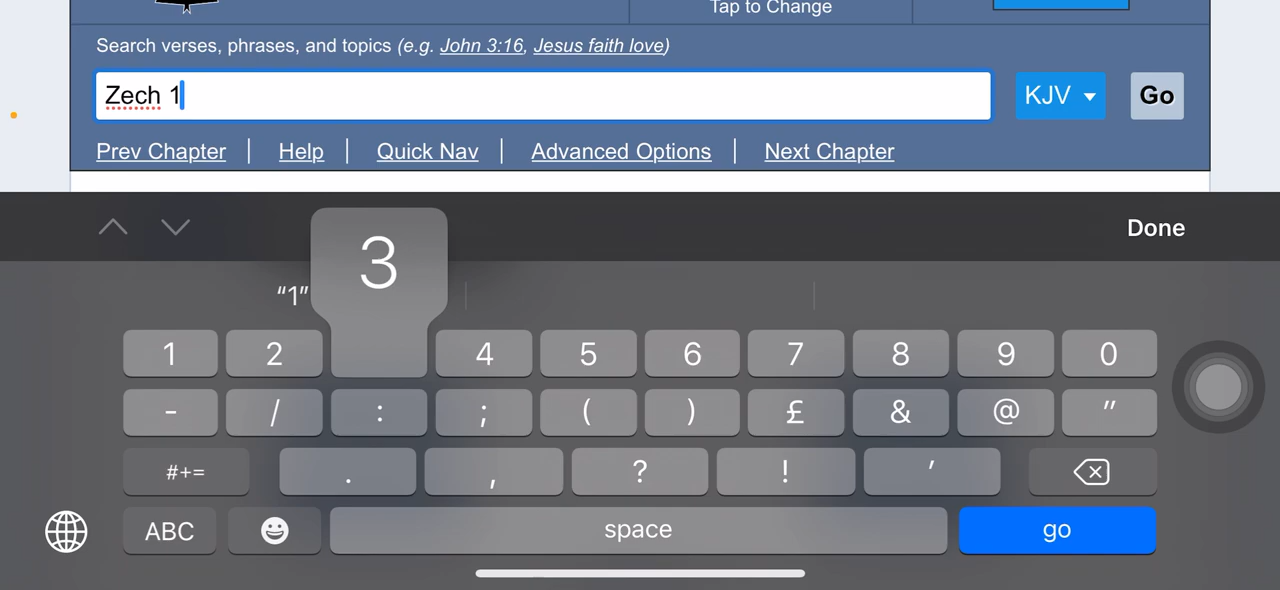 Tap to Change
Search verses, phrases, and topics (e.g. John 3:16, Jesus faith love)
Zech 1
KJV
Go
Prev Chapter | Help | Quick Nav | Advanced Options | Next Chapter
Done
3
“1”
1 2 4 5 6 7 8 9 0
- / : ; ( ) £ & @ "
#+= . , ? ! '
ABC space go